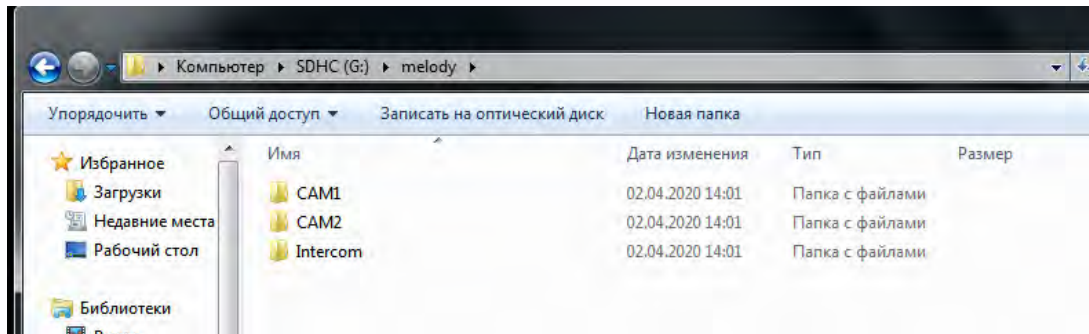 Компьютер ▸ SDHC (G:) ▸ melody ▸
Упорядочить ▾ Общий доступ ▾ Записать на оптический диск Новая папка
Избранное
Загрузки
Недавние места
Рабочий стол
Библиотеки
Имя Дата изменения Тип Размер
CAM1 02.04.2020 14:01 Папка с файлами
CAM2 02.04.2020 14:01 Папка с файлами
Intercom 02.04.2020 14:01 Папка с файлами